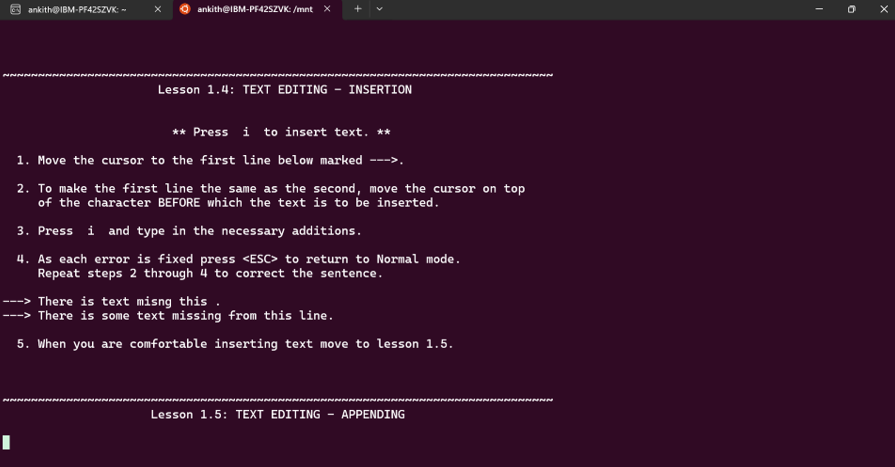 ankith@IBM-PF42SZVK: ~
ankith@IBM-PF42SZVK: /mnt
~~~~~~~~~~~~~~~~~~~~~~~~~~~~~~~~~~~~~~~~~~~~~~~~~~~~~~~~~~~~~~~~~~~~~~~~~~~~~~
Lesson 1.4: TEXT EDITING - INSERTION
** Press  i  to insert text. **
1. Move the cursor to the first line below marked --->.
2. To make the first line the same as the second, move the cursor on top
of the character BEFORE which the text is to be inserted.
3. Press  i  and type in the necessary additions.
4. As each error is fixed press <ESC> to return to Normal mode.
Repeat steps 2 through 4 to correct the sentence.
---> There is text misng this .
---> There is some text missing from this line.
5. When you are comfortable inserting text move to lesson 1.5.
~~~~~~~~~~~~~~~~~~~~~~~~~~~~~~~~~~~~~~~~~~~~~~~~~~~~~~~~~~~~~~~~~~~~~~~~~~~~~~
Lesson 1.5: TEXT EDITING - APPENDING